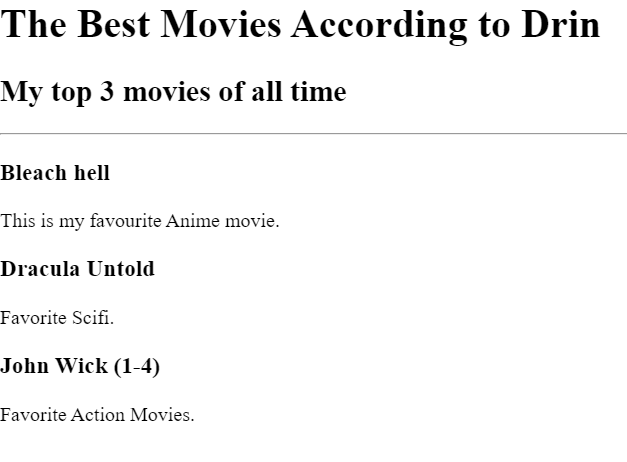 The Best Movies According to Drin
My top 3 movies of all time
Bleach hell
This is my favourite Anime movie.
Dracula Untold
Favorite Scifi.
John Wick (1-4)
Favorite Action Movies.